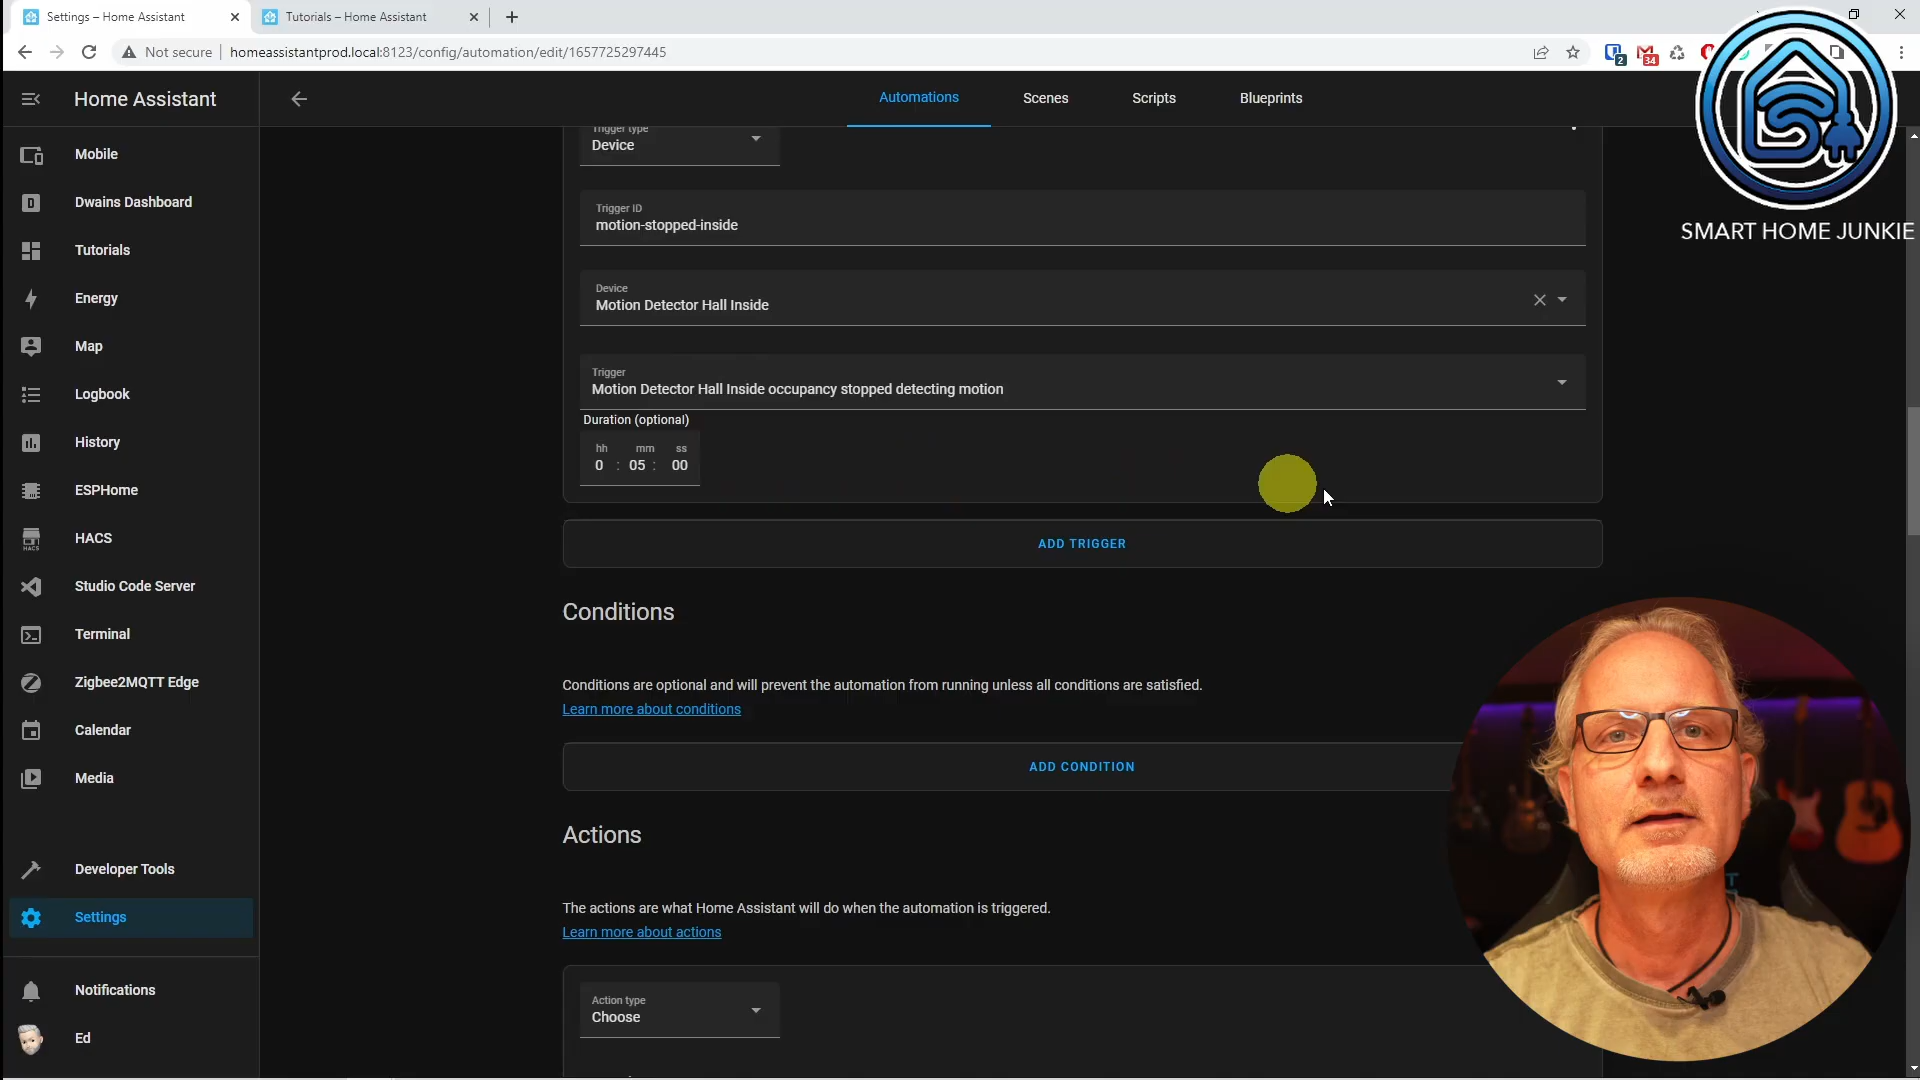 Settings – Home Assistant
Tutorials – Home Assistant
Not secure
homeassistantprod.local:8123/config/automation/edit/1657725297445
2
34
Home Assistant
Automations
Scenes
Scripts
Blueprints
SMART HOME JUNKIE
Mobile
Dwains Dashboard
Tutorials
Energy
Map
Logbook
History
ESPHome
HACS
HACS
Studio Code Server
Terminal
Zigbee2MQTT Edge
Calendar
Media
Developer Tools
Settings
Notifications
Ed
Trigger type
Device
Trigger ID
motion-stopped-inside
Device
Motion Detector Hall Inside
Trigger
Motion Detector Hall Inside occupancy stopped detecting motion
Duration (optional)
hh mm ss
0 : 05 : 00
ADD TRIGGER
Conditions
Conditions are optional and will prevent the automation from running unless all conditions are satisfied.
Learn more about conditions
ADD CONDITION
Actions
The actions are what Home Assistant will do when the automation is triggered.
Learn more about actions
Action type
Choose